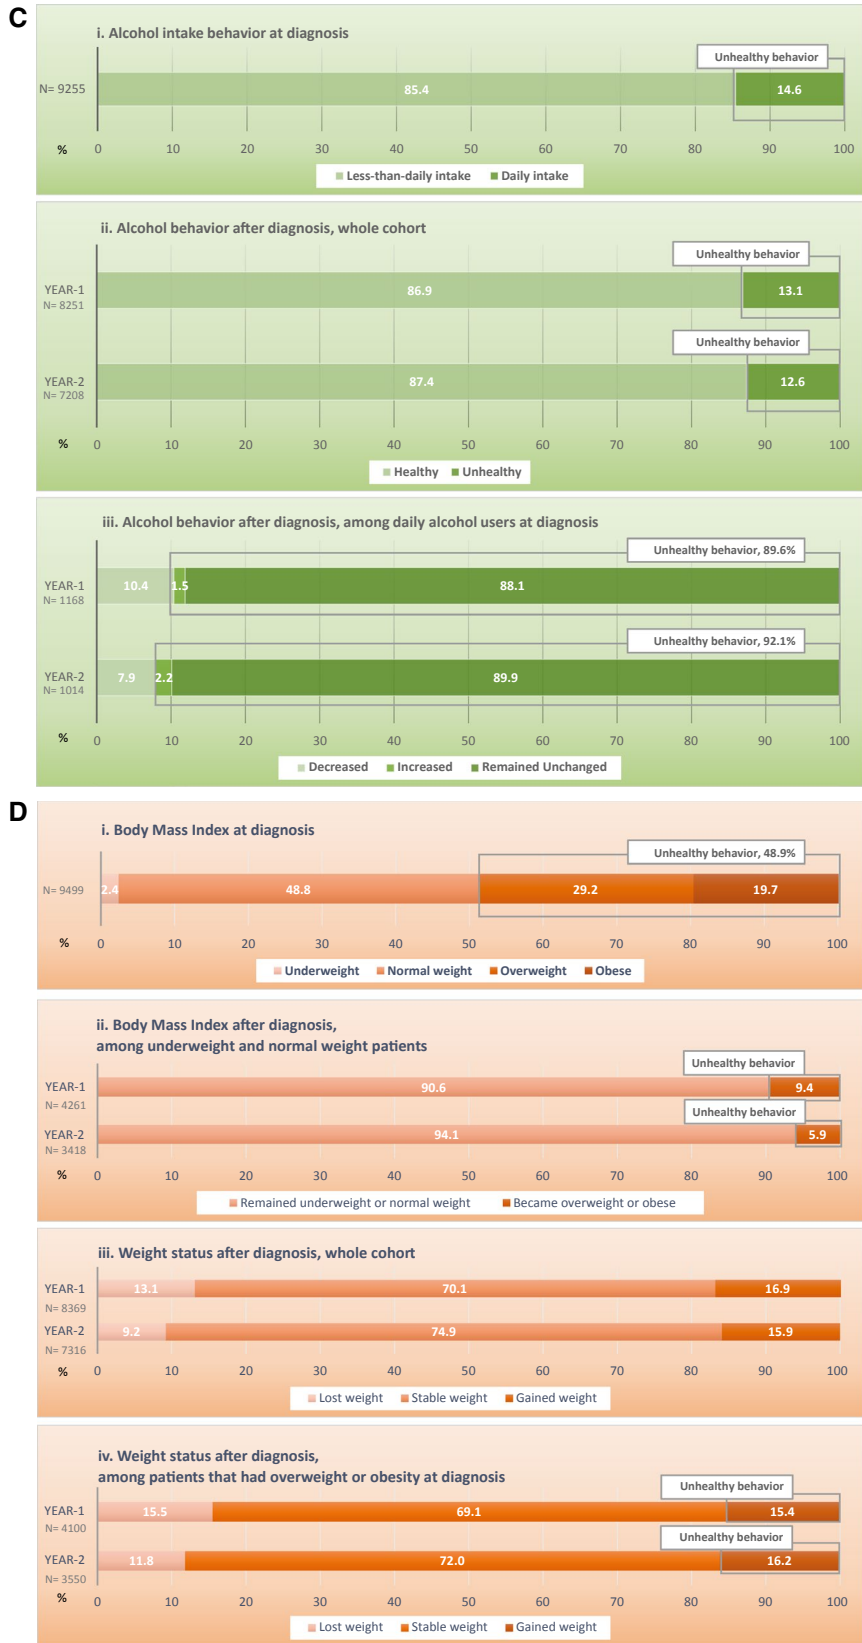 C
i. Alcohol intake behavior at diagnosis
Unhealthy behavior
N= 9255
85.4
14.6
% 0 10 20 30 40 50 60 70 80 90 100
Less-than-daily intake Daily intake
ii. Alcohol behavior after diagnosis, whole cohort
Unhealthy behavior
YEAR-1
N= 8251
86.9
13.1
Unhealthy behavior
YEAR-2
N= 7208
87.4
12.6
% 0 10 20 30 40 50 60 70 80 90 100
Healthy Unhealthy
iii. Alcohol behavior after diagnosis, among daily alcohol users at diagnosis
Unhealthy behavior, 89.6%
YEAR-1
N= 1168
10.4
1.5
88.1
Unhealthy behavior, 92.1%
YEAR-2
N= 1014
7.9
2.2
89.9
% 0 10 20 30 40 50 60 70 80 90 100
Decreased Increased Remained Unchanged
D
i. Body Mass Index at diagnosis
Unhealthy behavior, 48.9%
N= 9499
2.4
48.8
29.2
19.7
% 0 10 20 30 40 50 60 70 80 90 100
Underweight Normal weight Overweight Obese
ii. Body Mass Index after diagnosis,
among underweight and normal weight patients
Unhealthy behavior
YEAR-1
N= 4261
90.6
9.4
Unhealthy behavior
YEAR-2
N= 3418
94.1
5.9
% 0 10 20 30 40 50 60 70 80 90 100
Remained underweight or normal weight Became overweight or obese
iii. Weight status after diagnosis, whole cohort
YEAR-1
N= 8369
13.1
70.1
16.9
YEAR-2
N= 7316
9.2
74.9
15.9
% 0 10 20 30 40 50 60 70 80 90 100
Lost weight Stable weight Gained weight
iv. Weight status after diagnosis,
among patients that had overweight or obesity at diagnosis
Unhealthy behavior
YEAR-1
N= 4100
15.5
69.1
15.4
Unhealthy behavior
YEAR-2
N= 3550
11.8
72.0
16.2
% 0 10 20 30 40 50 60 70 80 90 100
Lost weight Stable weight Gained weight